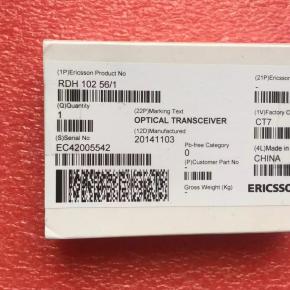 (1P)Ericsson Product No
RDH 102 56/1
(Q)Quantity
1
(22P)Marking Text
OPTICAL TRANSCEIVER
(12D)Manufactured
20141103
(S)Serial No
EC42005542
Pb-free Category
0
(P)Customer Part No
-
Gross Weight (Kg)
-
(21P)Ericsson
-
(1V)Factory C
CT7
(4L)Made in
CHINA
ERICSSO